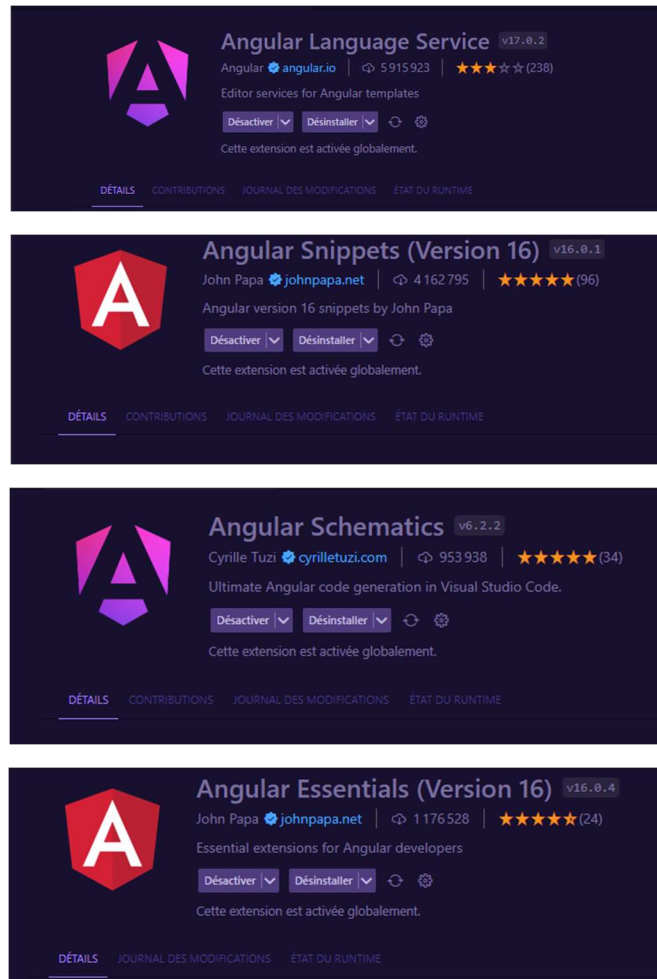 Angular Language Service v17.0.2
Angular angular.io | 5 915 923 | (238)
Editor services for Angular templates
Désactiver | Désinstaller |
Cette extension est activée globalement.
DÉTAILS CONTRIBUTIONS JOURNAL DES MODIFICATIONS ÉTAT DU RUNTIME
Angular Snippets (Version 16) v16.0.1
John Papa johnpapa.net | 4 162 795 | (96)
Angular version 16 snippets by John Papa
Désactiver | Désinstaller |
Cette extension est activée globalement.
DÉTAILS CONTRIBUTIONS JOURNAL DES MODIFICATIONS ÉTAT DU RUNTIME
Angular Schematics v6.2.2
Cyrille Tuzi cyrilletuzi.com | 953 938 | (34)
Ultimate Angular code generation in Visual Studio Code.
Désactiver | Désinstaller |
Cette extension est activée globalement.
DÉTAILS CONTRIBUTIONS JOURNAL DES MODIFICATIONS ÉTAT DU RUNTIME
Angular Essentials (Version 16) v16.0.4
John Papa johnpapa.net | 1 176 528 | (24)
Essential extensions for Angular developers
Désactiver | Désinstaller |
Cette extension est activée globalement.
DÉTAILS JOURNAL DES MODIFICATIONS ÉTAT DU RUNTIME